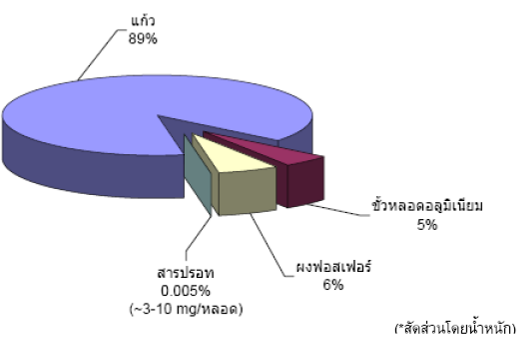 แก้ว
89%
ขั้วหลอดอลูมิเนียม
5%
ผงฟอสเฟอร์
6%
สารปรอท
0.005%
(~3-10 mg/หลอด)
(*สัดส่วนโดยน้ำหนัก)